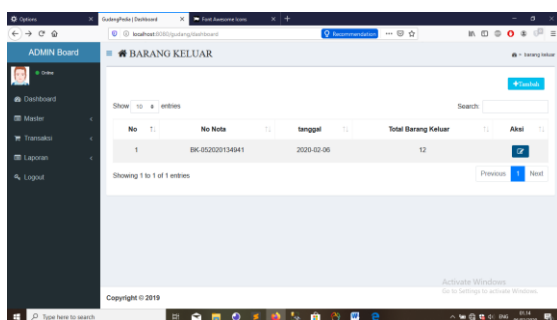 Options
GudangPedia | Dashboard
Font Awesome Icons
localhost:8080/gudang/dashboard
Recommendation
ADMIN Board
BARANG KELUAR
barang keluar
Online
Tambah
Dashboard
Master
Transaksi
Laporan
Logout
Show 10 entries
Search:
No No Nota tanggal Total Barang Keluar Aksi
1 BK-052020134941 2020-02-06 12
Showing 1 to 1 of 1 entries
Previous 1 Next
Activate Windows
Go to Settings to activate Windows.
Copyright © 2019
Type here to search
IND
01.14